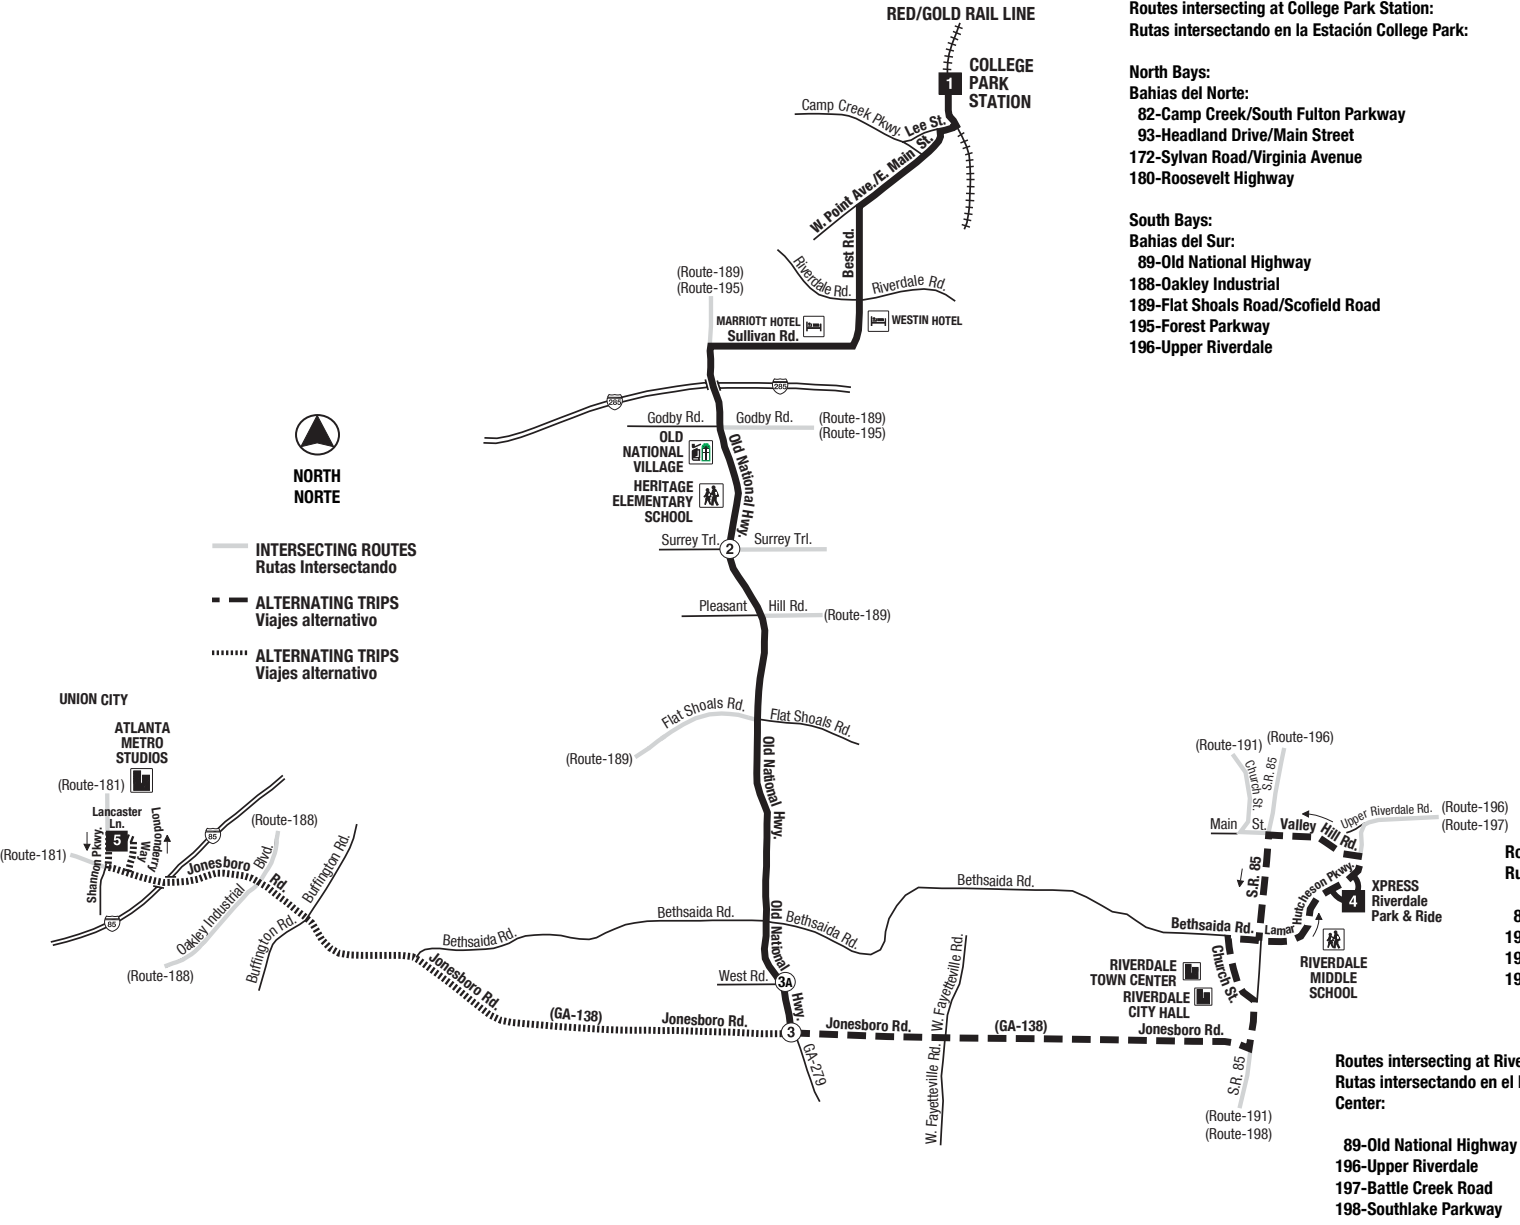 RED/GOLD RAIL LINE
1
COLLEGE
PARK
STATION
Camp Creek Pkwy.
Lee St.
W. Point Ave./E. Main St.
Best Rd.
Riverdale Rd.
Riverdale Rd.
(Route-189)
(Route-195)
MARRIOTT HOTEL
Sullivan Rd.
WESTIN HOTEL
285
285
Godby Rd.
Godby Rd.
(Route-189)
(Route-195)
OLD
NATIONAL
VILLAGE
Old National Hwy.
HERITAGE
ELEMENTARY
SCHOOL
Surrey Trl.
2
Surrey Trl.
Pleasant
Hill Rd.
(Route-189)
Flat Shoals Rd.
Flat Shoals Rd.
(Route-189)
Old National Hwy.
Routes intersecting at College Park Station:
Rutas intersectando en la Estación College Park:
North Bays:
Bahias del Norte:
82-Camp Creek/South Fulton Parkway
93-Headland Drive/Main Street
172-Sylvan Road/Virginia Avenue
180-Roosevelt Highway
South Bays:
Bahias del Sur:
89-Old National Highway
188-Oakley Industrial
189-Flat Shoals Road/Scofield Road
195-Forest Parkway
196-Upper Riverdale
NORTH
NORTE
INTERSECTING ROUTES
Rutas Intersectando
ALTERNATING TRIPS
Viajes alternativo
ALTERNATING TRIPS
Viajes alternativo
UNION CITY
ATLANTA
METRO
STUDIOS
(Route-181)
Lancaster
Ln.
5
Londonderry
Way
Shannon Pkwy.
(Route-181)
85
85
Jonesboro Rd.
(Route-188)
Oakley Industrial Blvd.
(Route-188)
Buffington Rd.
Buffington Rd.
Bethsaida Rd.
Bethsaida Rd.
Old National Hwy.
Bethsaida Rd.
Bethsaida Rd.
Jonesboro Rd.
(GA-138)
Jonesboro Rd.
West Rd.
3A
3
GA-279
Jonesboro Rd.
W. Fayetteville Rd.
W. Fayetteville Rd.
(GA-138)
Jonesboro Rd.
(Route-191)
(Route-196)
Church St.
S.R. 85
Main St.
Valley Hill Rd.
Upper Riverdale Rd.
(Route-196)
(Route-197)
S.R. 85
Lamar Hutcheson Pkwy.
4
XPRESS
Riverdale
Park & Ride
Bethsaida Rd.
Church St.
RIVERDALE
TOWN CENTER
RIVERDALE
CITY HALL
RIVERDALE
MIDDLE
SCHOOL
S.R. 85
(Route-191)
(Route-198)
Ro
Ru
8
19
19
19
Routes intersecting at Rive
Rutas intersectando en el
Center:
89-Old National Highway
196-Upper Riverdale
197-Battle Creek Road
198-Southlake Parkway